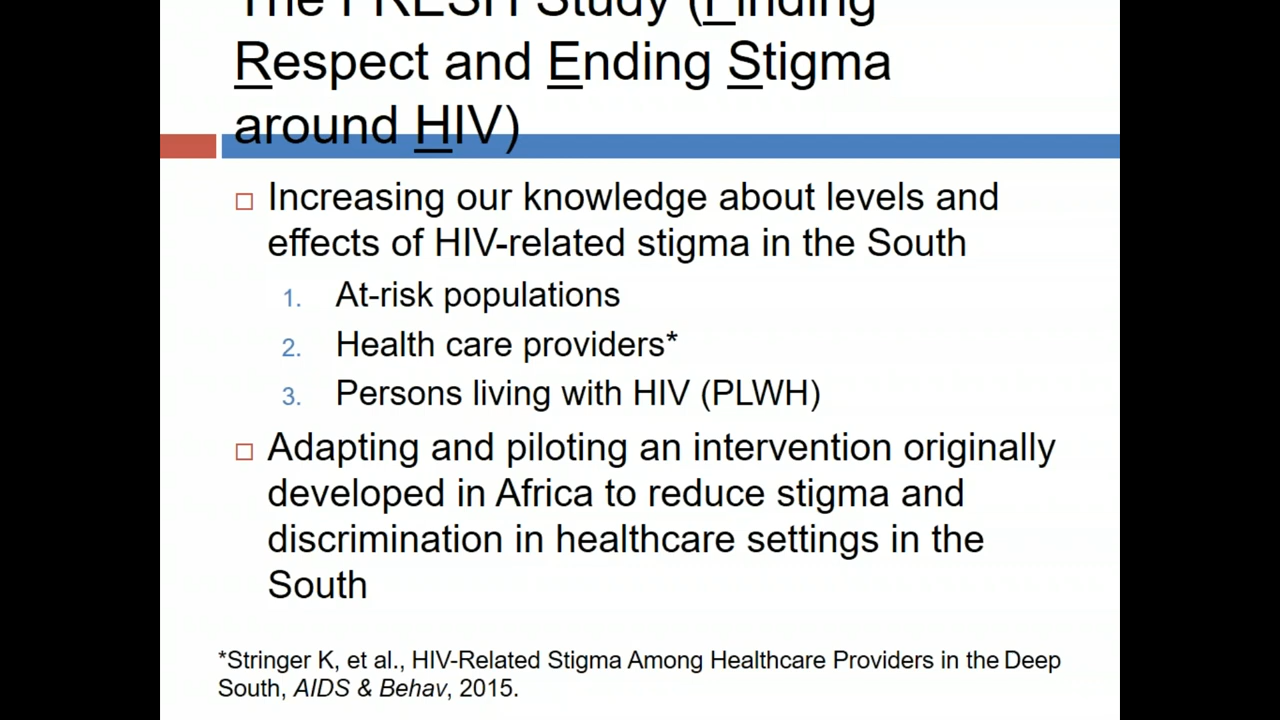 The FRESH Study (Finding
Respect and Ending Stigma
around HIV)
Increasing our knowledge about levels and
effects of HIV-related stigma in the South
1. At-risk populations
2. Health care providers*
3. Persons living with HIV (PLWH)
Adapting and piloting an intervention originally
developed in Africa to reduce stigma and
discrimination in healthcare settings in the
South
*Stringer K, et al., HIV-Related Stigma Among Healthcare Providers in the Deep
South, AIDS & Behav, 2015.